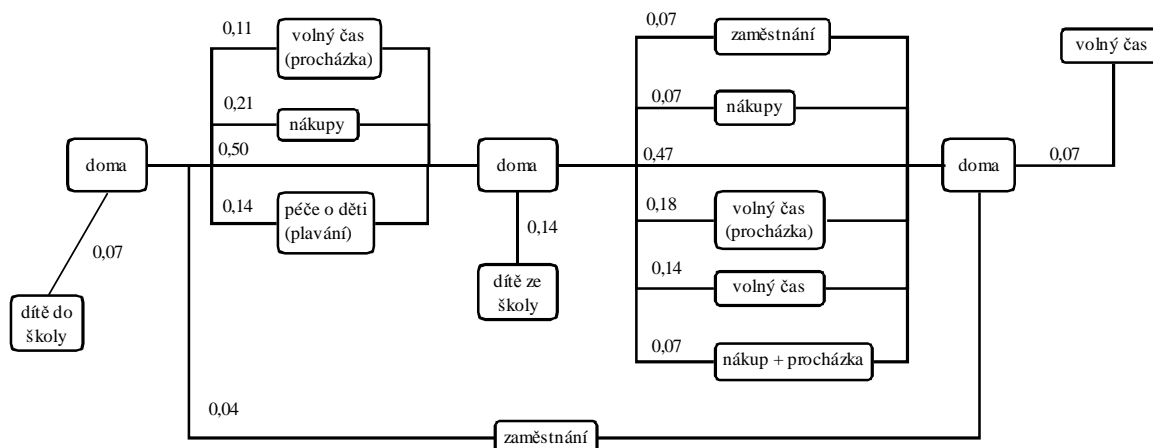 0,11
volný čas
(procházka)
0,21
nákupy
doma
0,50
0,14
péče o děti
(plavání)
0,07
dítě do
školy
doma
0,14
dítě ze
školy
0,07
zaměstnání
0,07
nákupy
0,47
0,18
volný čas
(procházka)
0,14
volný čas
0,07
nákup + procházka
doma
0,07
volný čas
0,04
zaměstnání